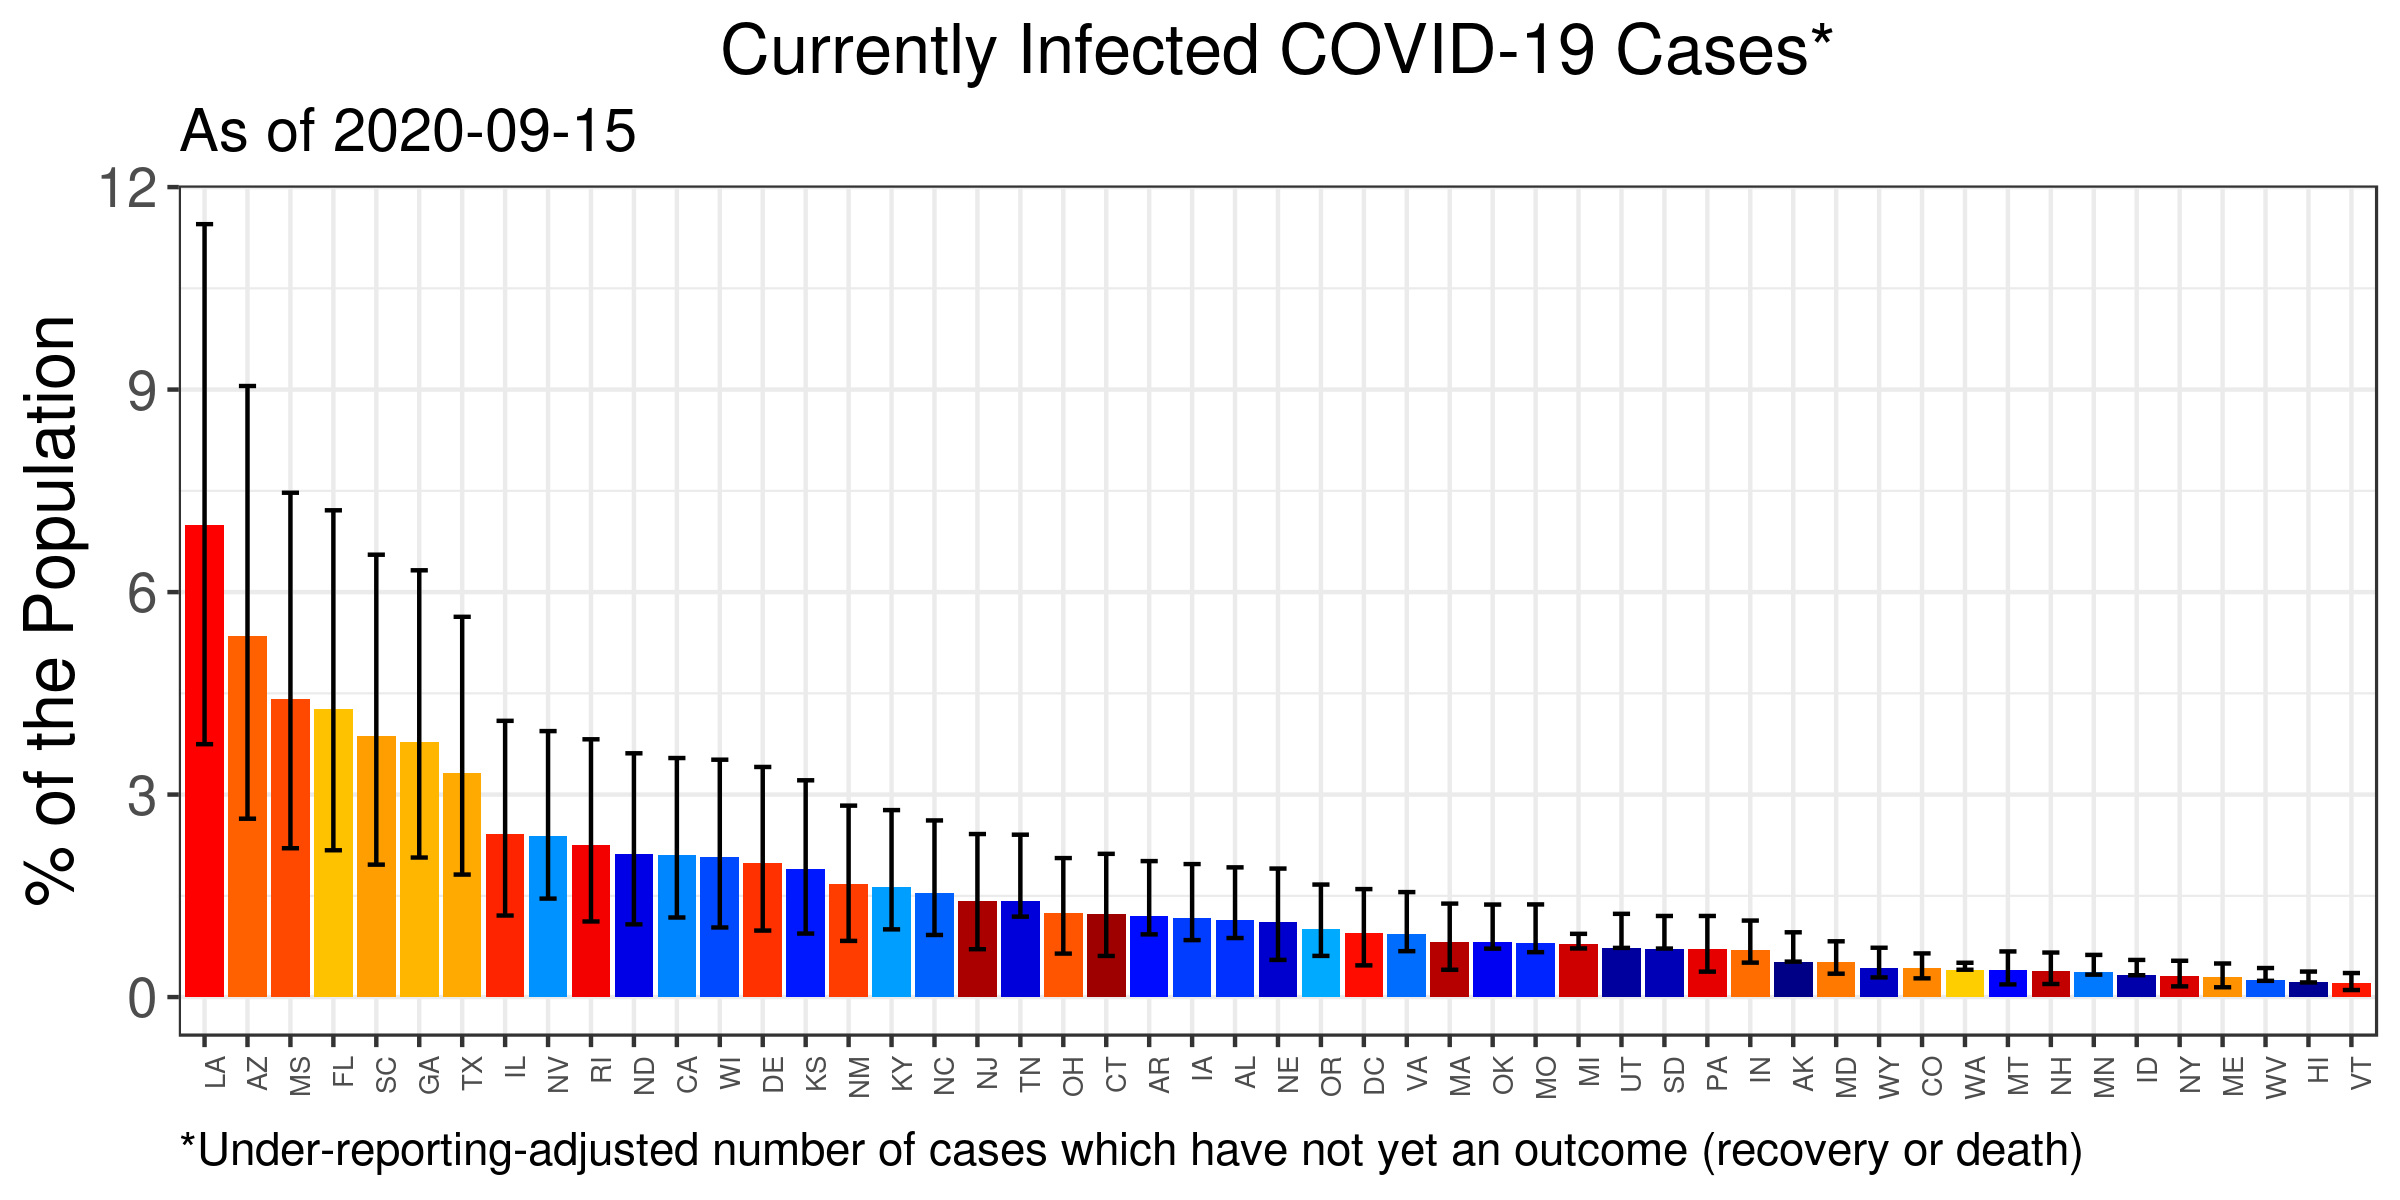 Currently Infected COVID-19 Cases*
As of 2020-09-15
% of the Population
12
9
6
3
0
LA AZ MS FL SC GA TX IL NV RI ND CA WI DE KS NM KY NC NJ TN OH CT AR IA AL NE OR DC VA MA OK MO MI UT SD PA IN AK MD WY CO WA MT NH MN ID NY ME WV HI VT
*Under-reporting-adjusted number of cases which have not yet an outcome (recovery or death)